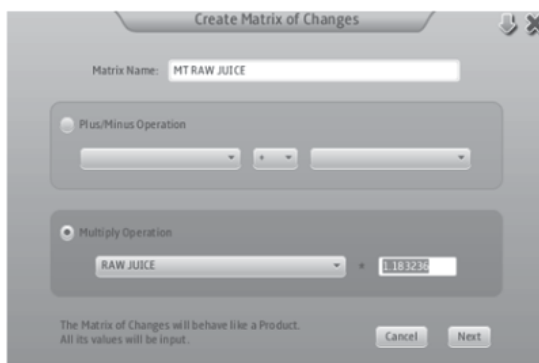 Create Matrix of Changes
Matrix Name: MT RAW JUICE
Plus/Minus Operation
+
Multiply Operation
RAW JUICE * 1.183236
The Matrix of Changes will behave like a Product.
All its values will be input.
Cancel Next